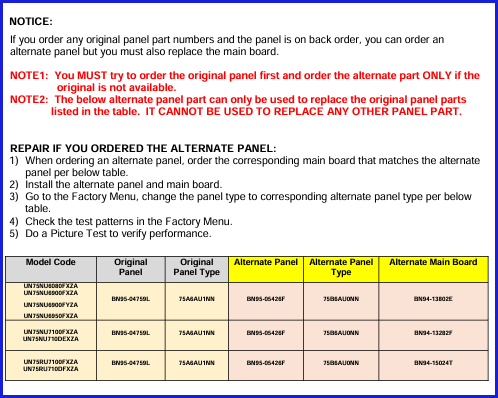 NOTICE:
If you order any original panel part numbers and the panel is on back order, you can order an
alternate panel but you must also replace the main board.
NOTE1: You MUST try to order the original panel first and order the alternate part ONLY if the
original is not available.
NOTE2: The below alternate panel part can only be used to replace the original panel parts
listed in the table. IT CANNOT BE USED TO REPLACE ANY OTHER PANEL PART.
REPAIR IF YOU ORDERED THE ALTERNATE PANEL:
1) When ordering an alternate panel, order the corresponding main board that matches the alternate
panel per below table.
2) Install the alternate panel and main board.
3) Go to the Factory Menu, change the panel type to corresponding alternate panel type per below
table.
4) Check the test patterns in the Factory Menu.
5) Do a Picture Test to verify performance.
Model Code Original Panel Original Panel Type Alternate Panel Alternate Panel Type Alternate Main Board
UN75NU6080FXZA
UN75NU6900FXZA
UN75NU6900FYZA
UN75NU6950FXZA
BN95-04759L 75A6AU1NN BN95-05426F 75B6AU0NN BN94-13802E
UN75NU7100FXZA
UN75NU710DEXZA
BN95-04759L 75A6AU1NN BN95-05426F 75B6AU0NN BN94-13282F
UN75RU7100FXZA
UN75RU710DFXZA
BN95-04759L 75A6AU1NN BN95-05426F 75B6AU0NN BN94-15024T